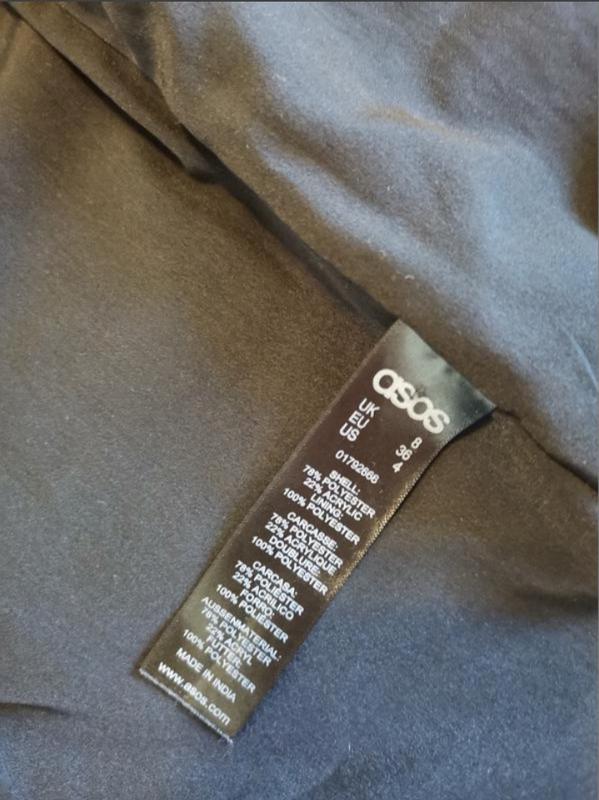 asos
UK 8
EU 36
US 4
01792666
SHELL:
78% POLYESTER
22% ACRYLIC
LINING:
100% POLYESTER
CARCASSE:
78% POLYESTER
22% ACRYLIQUE
DOUBLURE:
100% POLYESTER
CARCASA:
78% POLIÉSTER
22% ACRÍLICO
FORRO:
100% POLIÉSTER
AUSSENMATERIAL:
78% POLYESTER
22% ACRYL
FUTTER:
100% POLYESTER
MADE IN INDIA
www.asos.com